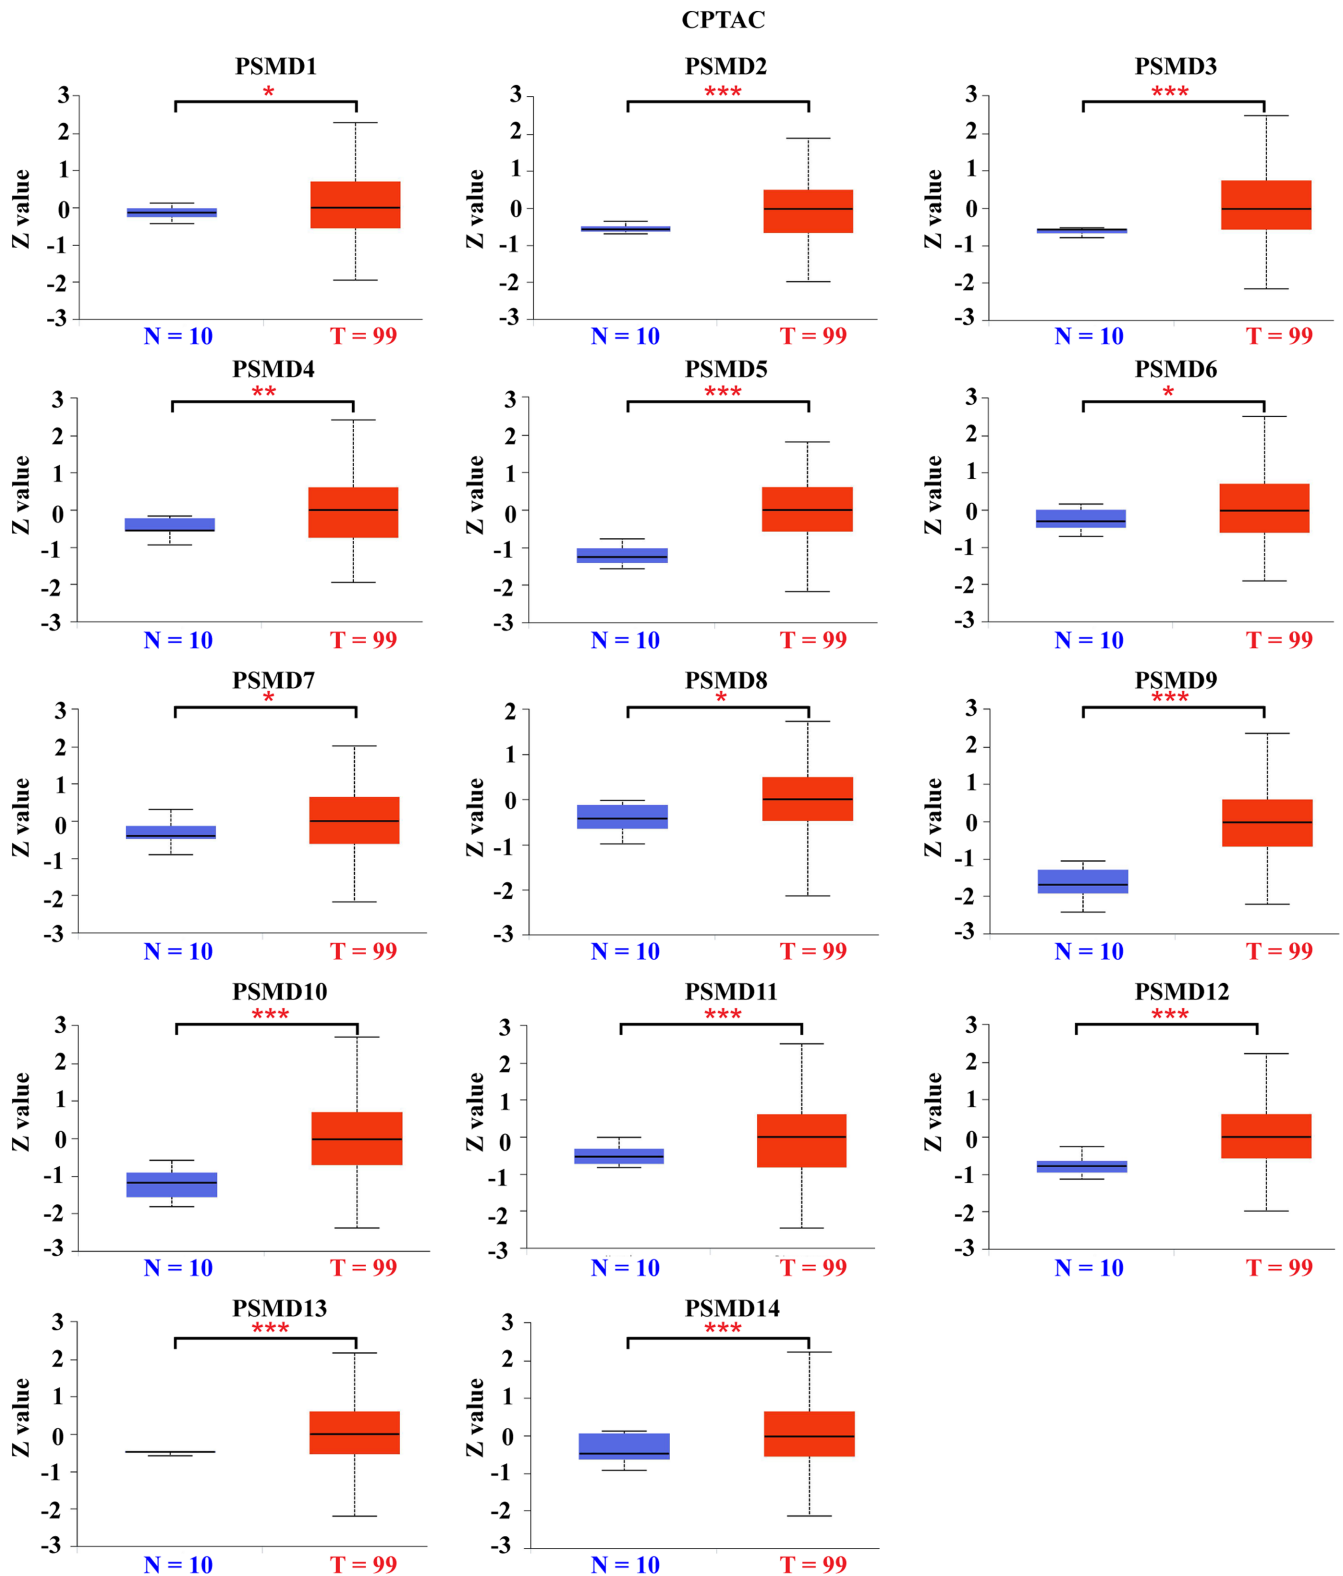 CPTAC
PSMD1 PSMD2 PSMD3
* *** ***
Z value Z value Z value
3 3 3
2 2 2
1 1 1
0 0 0
-1 -1 -1
-2 -2 -2
-3 -3 -3
N = 10 T = 99 N = 10 T = 99 N = 10 T = 99
PSMD4 PSMD5 PSMD6
** *** *
Z value Z value Z value
3 3 3
2 2 2
1 1 1
0 0 0
-1 -1 -1
-2 -2 -2
-3 -3 -3
N = 10 T = 99 N = 10 T = 99 N = 10 T = 99
PSMD7 PSMD8 PSMD9
* * ***
Z value Z value Z value
3 2 3
2 1 2
1 0 1
0 -1 0
-1 -2 -1
-2 -3 -2
-3 -3
N = 10 T = 99 N = 10 T = 99 N = 10 T = 99
PSMD10 PSMD11 PSMD12
*** *** ***
Z value Z value Z value
3 3 3
2 2 2
1 1 1
0 0 0
-1 -1 -1
-2 -2 -2
-3 -3 -3
N = 10 T = 99 N = 10 T = 99 N = 10 T = 99
PSMD13 PSMD14
*** ***
Z value Z value
3 3
2 2
1 1
0 0
-1 -1
-2 -2
-3 -3
N = 10 T = 99 N = 10 T = 99